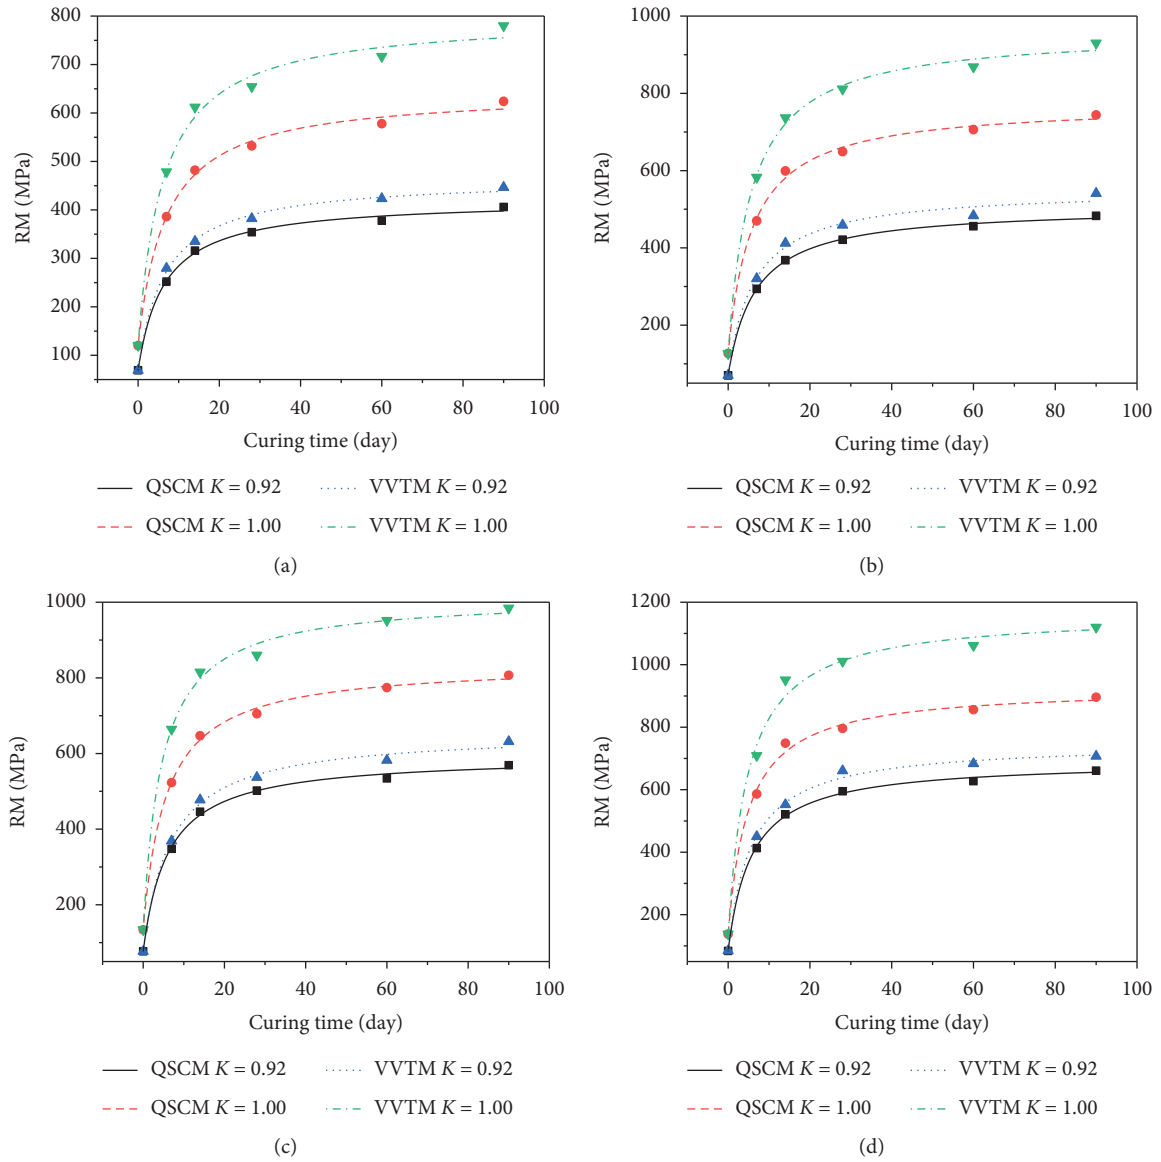 800
700
600
500
400
300
200
100
RM (MPa)
0 20 40 60 80 100
Curing time (day)
QSCM K = 0.92 VVTM K = 0.92
QSCM K = 1.00 VVTM K = 1.00
(a)
1000
800
600
400
200
RM (MPa)
0 20 40 60 80 100
Curing time (day)
QSCM K = 0.92 VVTM K = 0.92
QSCM K = 1.00 VVTM K = 1.00
(b)
1000
800
600
400
200
RM (MPa)
0 20 40 60 80 100
Curing time (day)
QSCM K = 0.92 VVTM K = 0.92
QSCM K = 1.00 VVTM K = 1.00
(c)
1200
1000
800
600
400
200
RM (MPa)
0 20 40 60 80 100
Curing time (day)
QSCM K = 0.92 VVTM K = 0.92
QSCM K = 1.00 VVTM K = 1.00
(d)